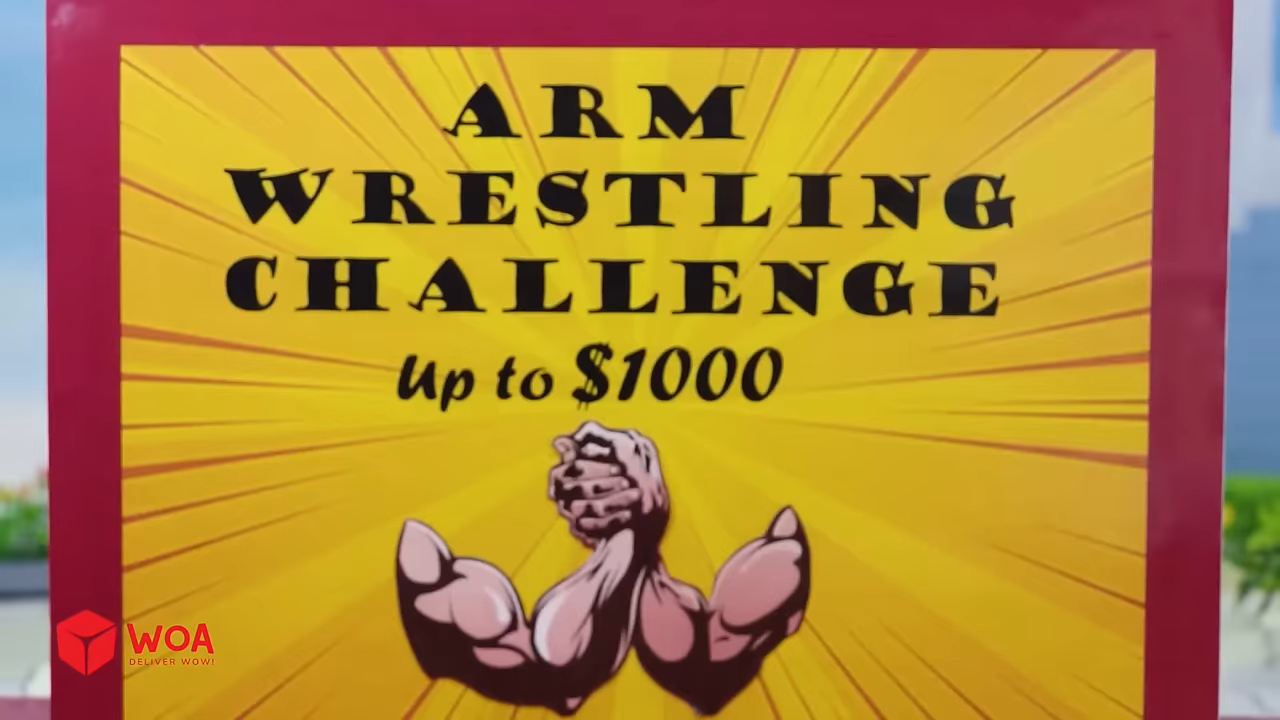 ARM
WRESTLING
CHALLENGE
Up to $1000
WOA
DELIVER WOW!